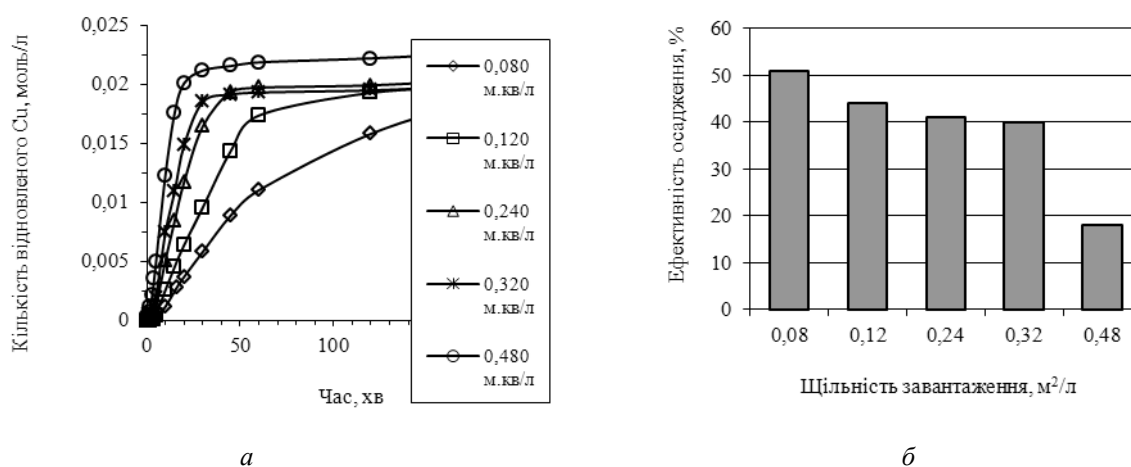 Кількість відновленого Cu, моль/л
0,025
0,02
0,015
0,01
0,005
0
0
50
100
Час, хв
0,080
м.кв/л
0,120
м.кв/л
0,240
м.кв/л
0,320
м.кв/л
0,480
м.кв/л
а
Ефективність осадження, %
60
50
40
30
20
10
0
0,08
0,12
0,24
0,32
0,48
Щільність завантаження, м²/л
б